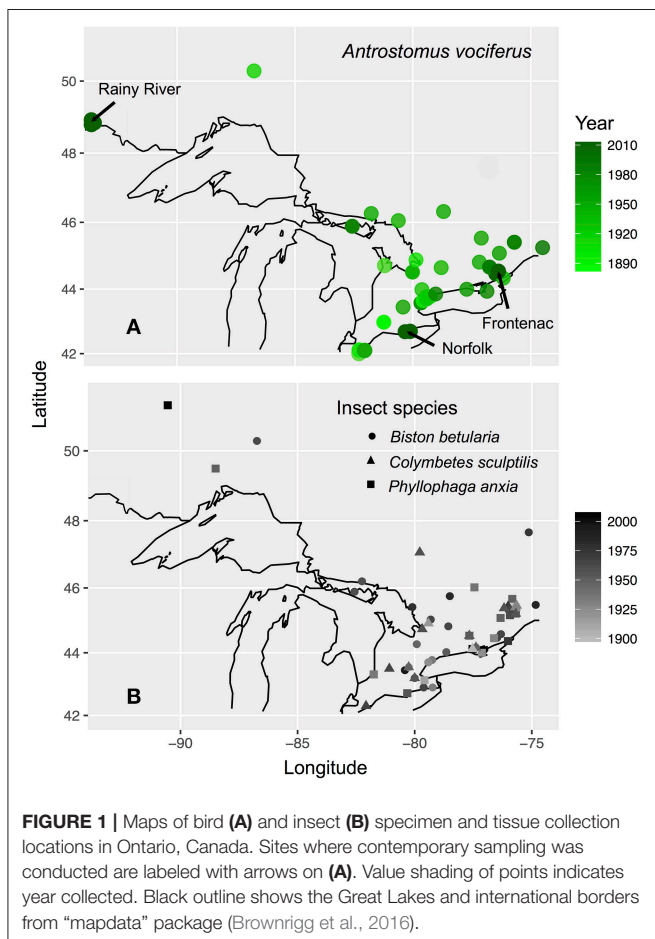 Antrostomus vociferus
50
Rainy River
48
46
44
42
A
Frontenac
Norfolk
Year
2010
1980
1950
1920
1890
Latitude
Insect species
Biston betularia
Colymbetes sculptilis
Phyllophaga anxia
50
48
46
44
42
B
2000
1975
1950
1925
1900
−90
−85
−80
−75
Longitude
FIGURE 1 | Maps of bird (A) and insect (B) specimen and tissue collection
locations in Ontario, Canada. Sites where contemporary sampling was
conducted are labeled with arrows on (A). Value shading of points indicates
year collected. Black outline shows the Great Lakes and international borders
from “mapdata” package (Brownrigg et al., 2016).